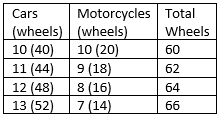 Cars (wheels) Motorcycles (wheels) Total Wheels
10 (40) 10 (20) 60
11 (44) 9 (18) 62
12 (48) 8 (16) 64
13 (52) 7 (14) 66